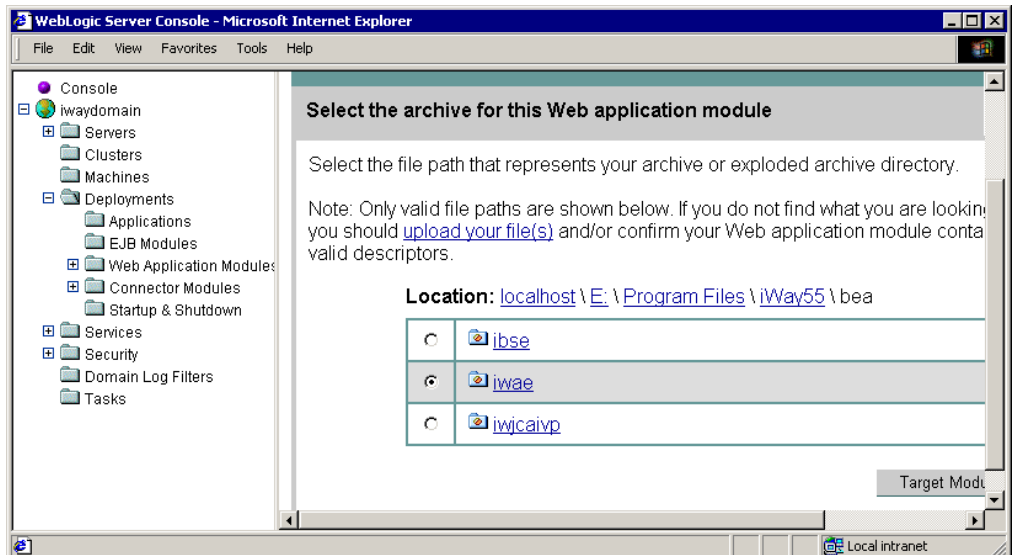 WebLogic Server Console - Microsoft Internet Explorer
File Edit View Favorites Tools Help
Console
iwaydomain
Servers
Clusters
Machines
Deployments
Applications
EJB Modules
Web Application Modules
Connector Modules
Startup & Shutdown
Services
Security
Domain Log Filters
Tasks
Select the archive for this Web application module
Select the file path that represents your archive or exploded archive directory.
Note: Only valid file paths are shown below. If you do not find what you are looking
you should upload your file(s) and/or confirm your Web application module conta
valid descriptors.
Location: localhost \ E: \ Program Files \ iWay55 \ bea
ibse
iwae
iwjcaivp
Target Modu
Local intranet